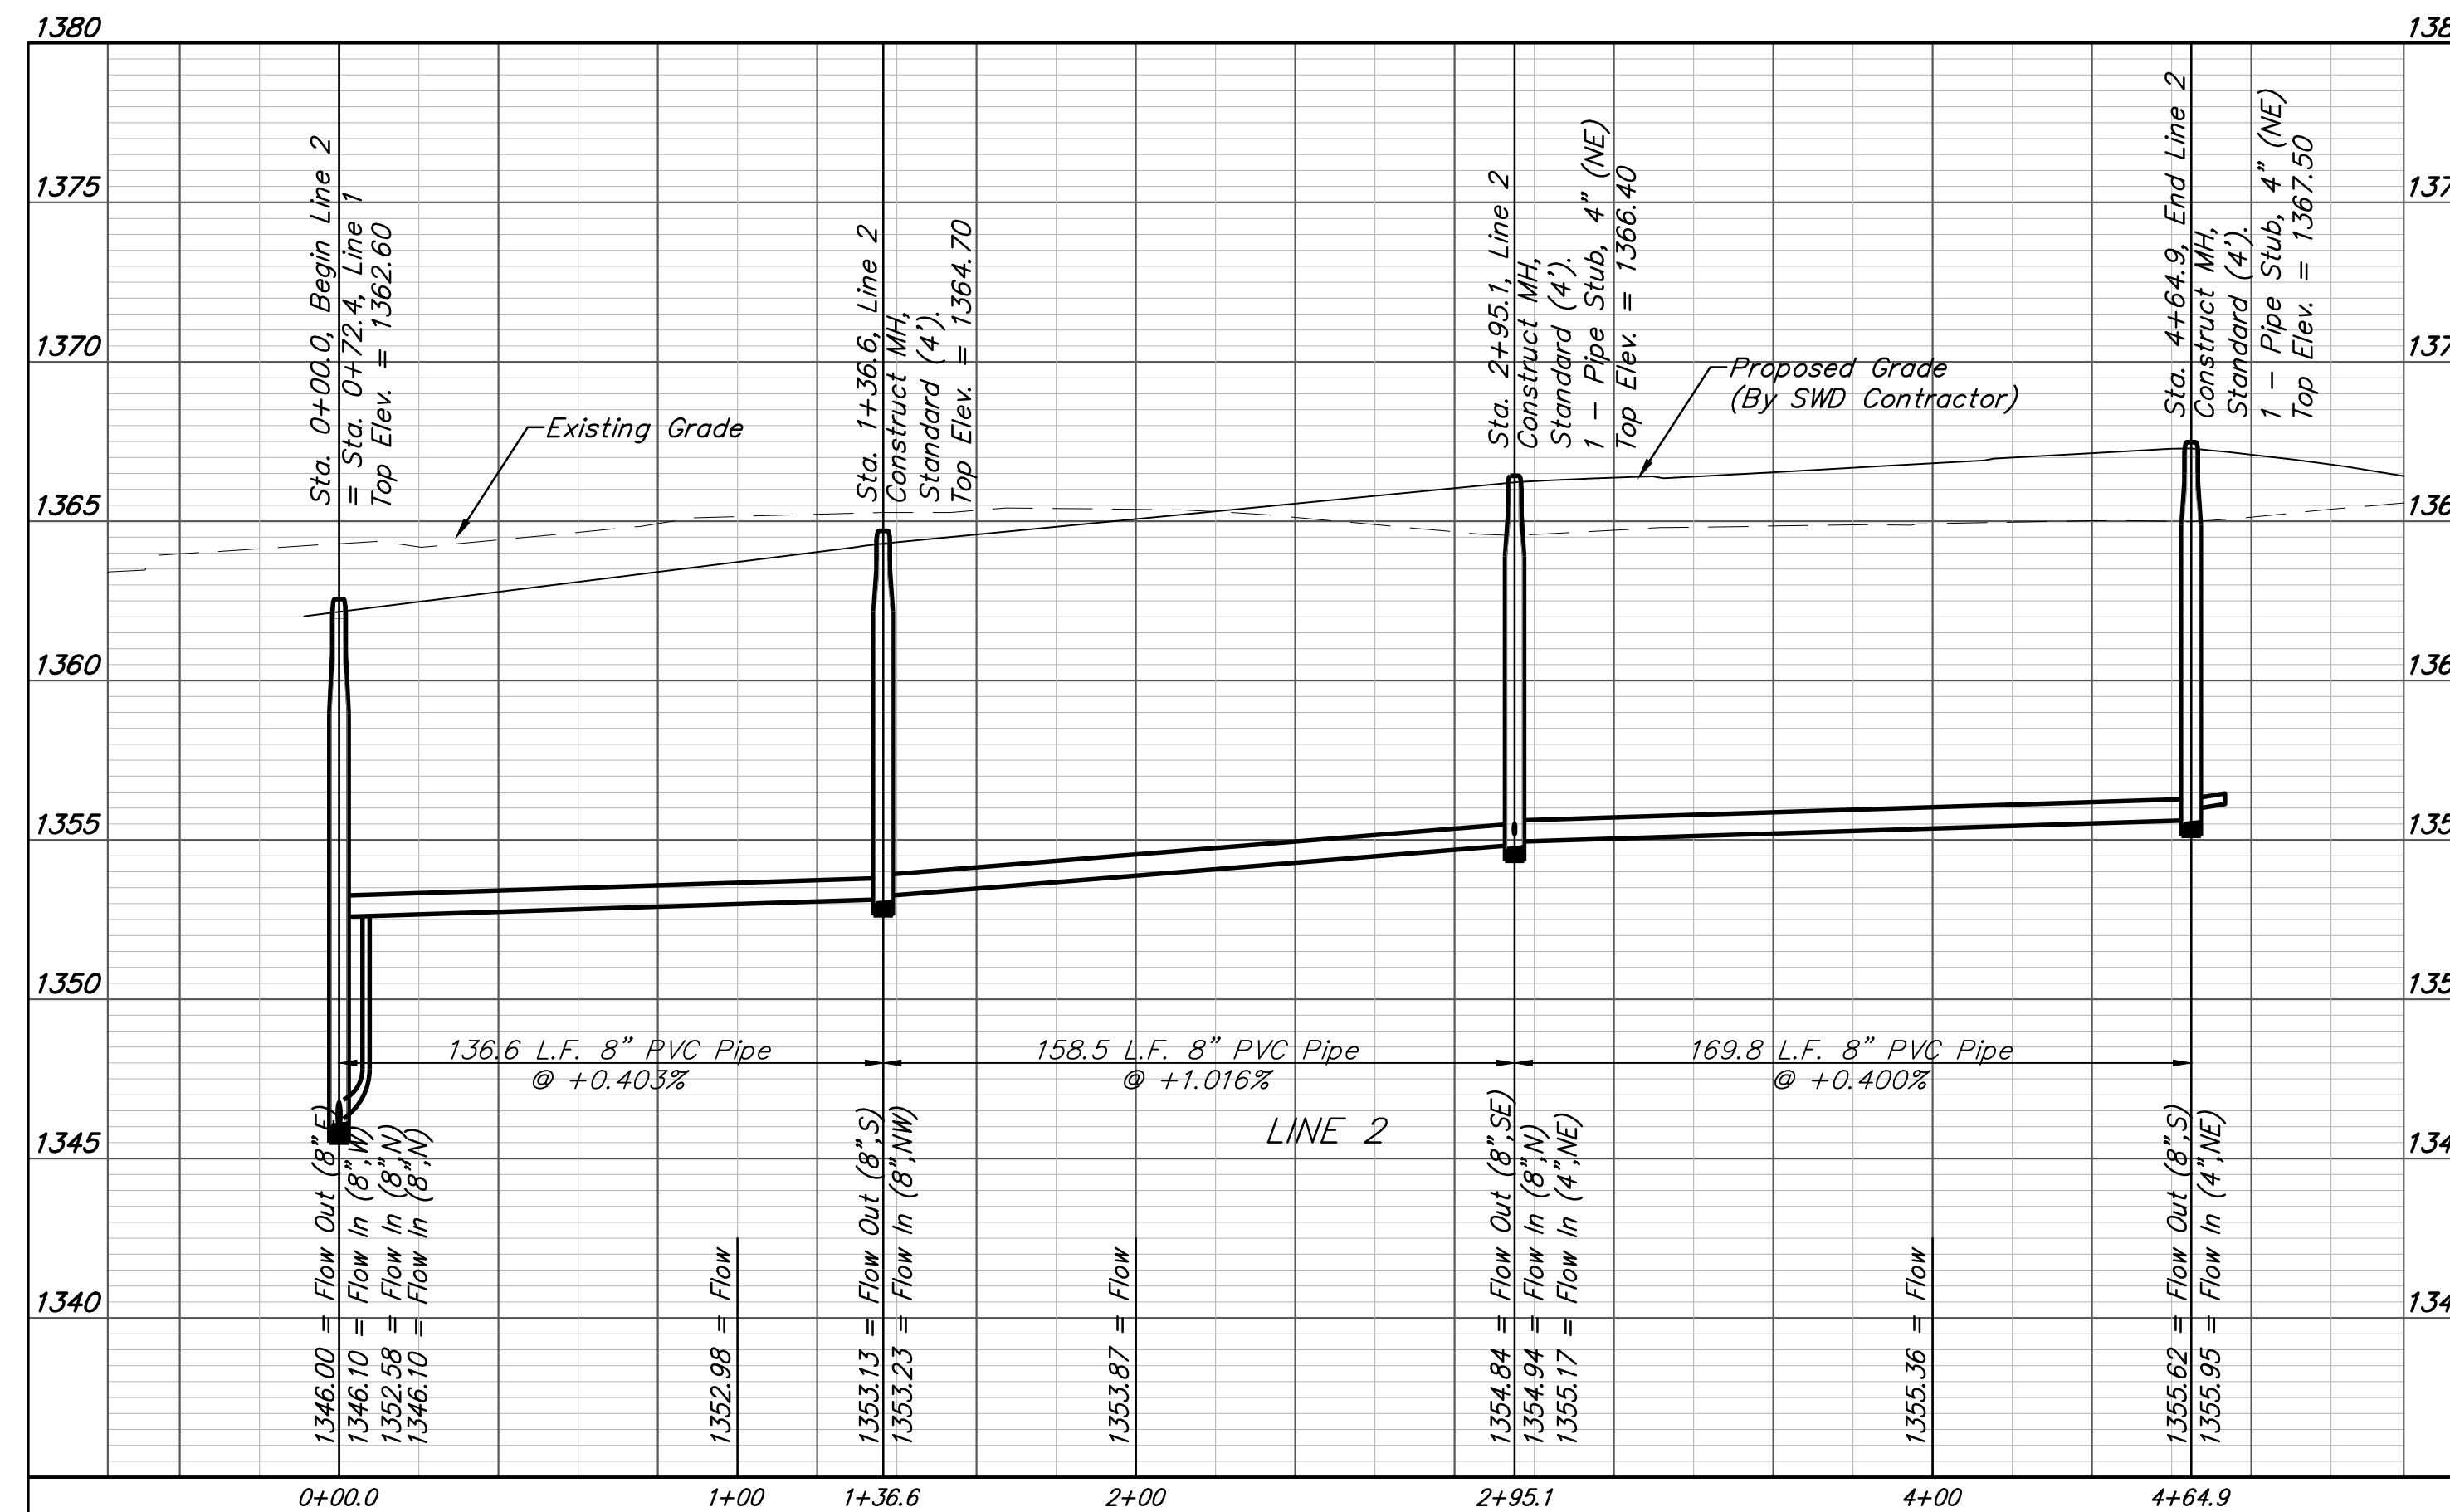 1380
138
1375
137
1370
137
1365
136
1360
136
1355
135
1350
135
1345
134
1340
134
Sta. 0+00.0, Begin Line 2
= Sta. 0+72.4, Line 1
Top Elev. = 1362.60
Existing Grade
Sta. 1+36.6, Line 2
Construct MH,
Standard (4').
Top Elev. = 1364.70
Sta. 2+95.1, Line 2
Construct MH,
Standard (4').
1 - Pipe Stub, 4" (NE)
Top Elev. = 1366.40
Proposed Grade
(By SWD Contractor)
Sta. 4+64.9, End Line 2
Construct MH,
Standard (4').
1 - Pipe Stub, 4" (NE)
Top Elev. = 1367.50
136.6 L.F. 8" PVC Pipe
@ +0.403%
158.5 L.F. 8" PVC Pipe
@ +1.016%
169.8 L.F. 8" PVC Pipe
@ +0.400%
LINE 2
1346.00 = Flow Out (8",E)
1346.10 = Flow In (8",W)
1352.58 = Flow In (8",N)
1346.10 = Flow In (8",N)
1352.98 = Flow
1353.13 = Flow Out (8",S)
1353.23 = Flow In (8",NW)
1353.87 = Flow
1354.84 = Flow Out (8",SE)
1354.94 = Flow In (8",N)
1355.17 = Flow In (4",NE)
1355.36 = Flow
1355.62 = Flow Out (8",S)
1355.95 = Flow In (4",NE)
0+00.0
1+00
1+36.6
2+00
2+95.1
4+00
4+64.9